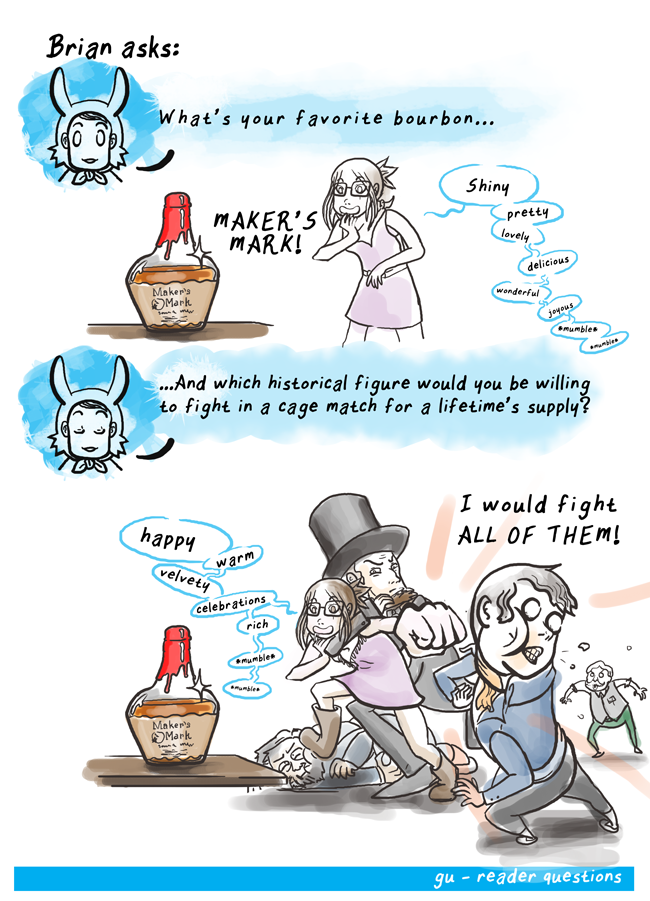 Brian asks:
What's your favorite bourbon...
MAKER'S
MARK!
Shiny
pretty
lovely
delicious
wonderful
joyous
*mumble*
*mumble*
Maker's
Mark
...And which historical figure would you be willing
to fight in a cage match for a lifetime's supply?
I would fight
ALL OF THEM!
happy
warm
velvety
celebrations
rich
*mumble*
*mumble*
Maker's
Mark
gu - reader questions